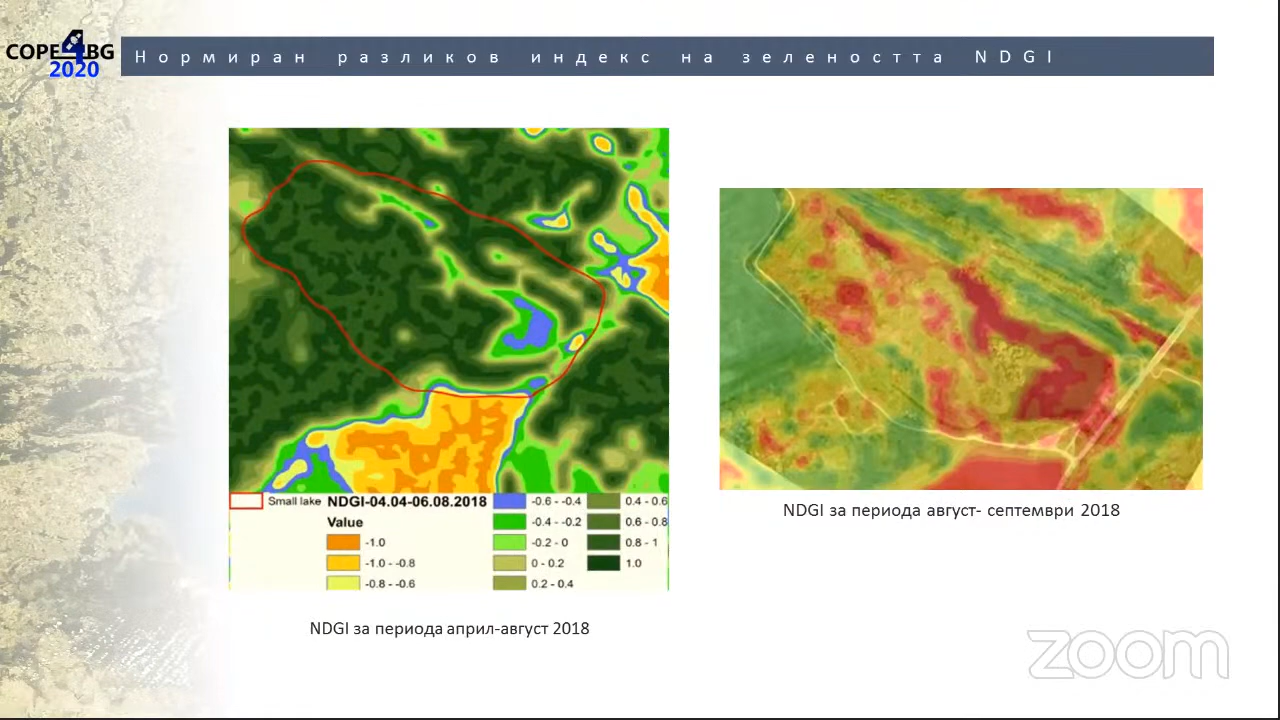 COPE4BG
2020
Нормиран разликов индекс на зелеността NDGI
Small lake
NDGI-04.04-06.08.2018
Value
-1.0
-1.0 - -0.8
-0.8 - -0.6
-0.6 - -0.4
-0.4 - -0.2
-0.2 - 0
0 - 0.2
0.2 - 0.4
0.4 - 0.6
0.6 - 0.8
0.8 - 1
1.0
NDGI за периода април-август 2018
NDGI за периода август- септември 2018
zoom